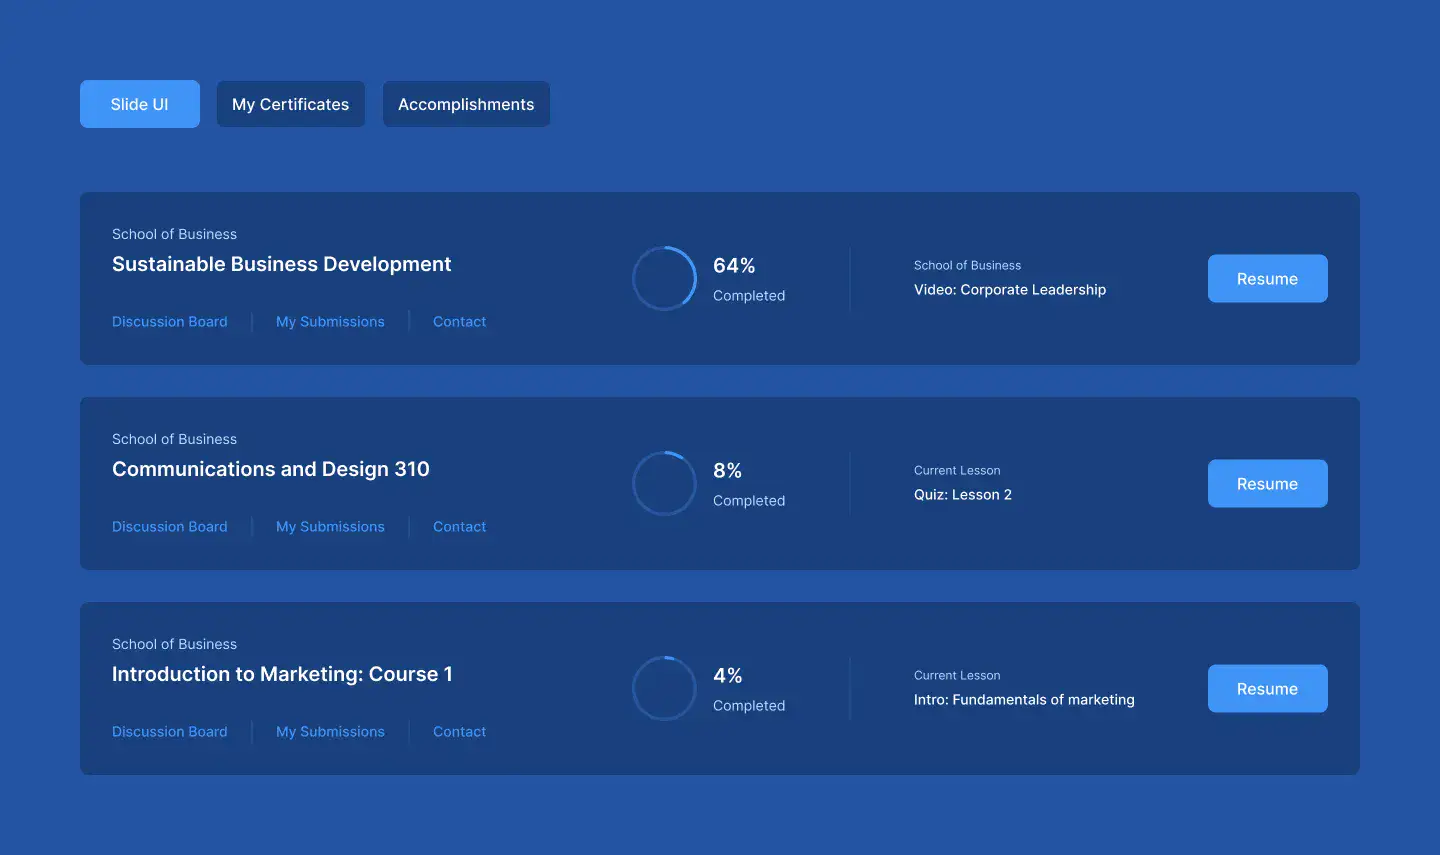 Slide UI
My Certificates
Accomplishments
School of Business
Sustainable Business Development
Discussion Board
My Submissions
Contact
64%
Completed
School of Business
Video: Corporate Leadership
Resume
School of Business
Communications and Design 310
Discussion Board
My Submissions
Contact
8%
Completed
Current Lesson
Quiz: Lesson 2
Resume
School of Business
Introduction to Marketing: Course 1
Discussion Board
My Submissions
Contact
4%
Completed
Current Lesson
Intro: Fundamentals of marketing
Resume